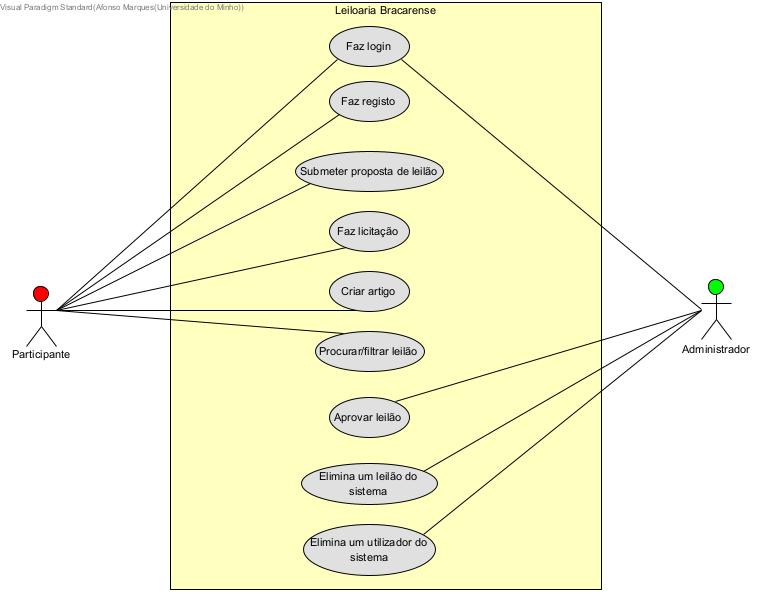 Visual Paradigm Standard(Afonso Marques(Universidade do Minho))
Leiloaria Bracarense
Faz login
Faz registo
Submeter proposta de leilão
Faz licitação
Criar artigo
Procurar/filtrar leilão
Participante
Administrador
Aprovar leilão
Elimina um leilão do
sistema
Elimina um utilizador do
sistema